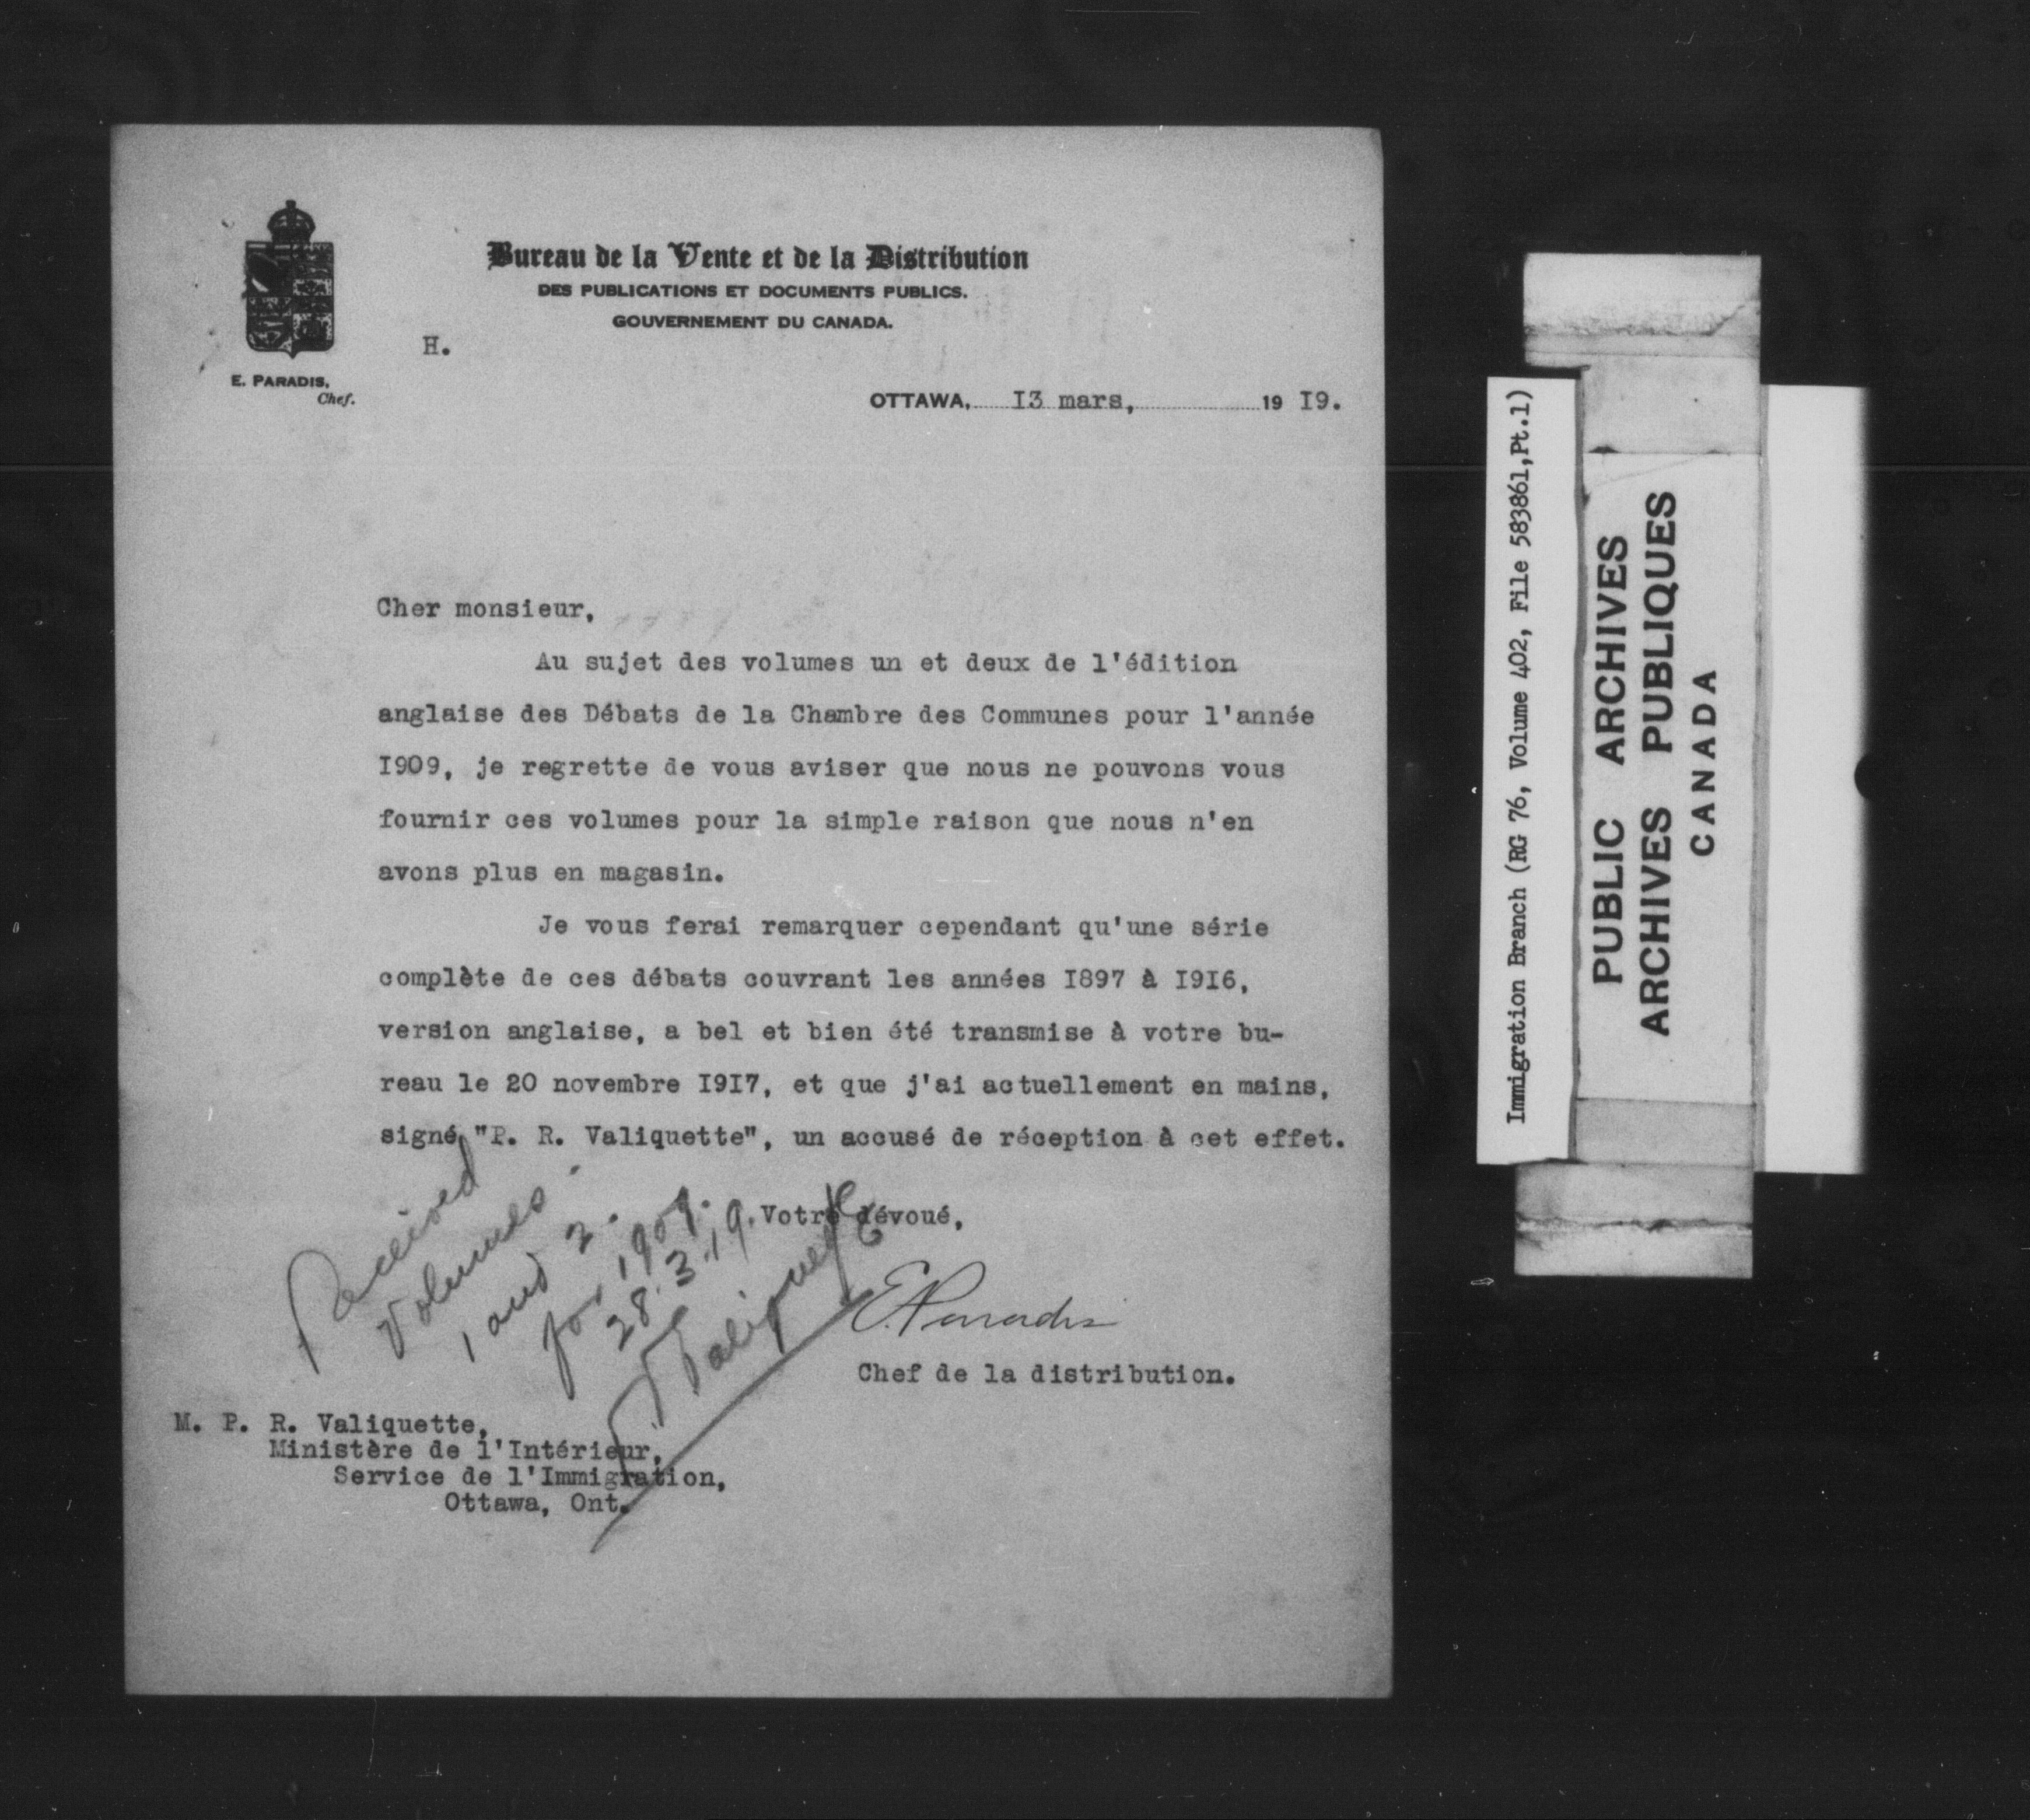 Bureau de la Vente et de la Distribution
DES PUBLICATIONS ET DOCUMENTS PUBLICS.
GOUVERNEMENT DU CANADA.
H.
E. PARADIS,
Chef.
OTTAWA, 13 mars, 19 19.
Cher monsieur,
Au sujet des volumes un et deux de l'édition
anglaise des Débats de la Chambre des Communes pour l'année
1909, je regrette de vous aviser que nous ne pouvons vous
fournir ces volumes pour la simple raison que nous n'en
avons plus en magasin.
Je vous ferai remarquer cependant qu'une série
complète de ces débats couvrant les années 1897 à 1916,
version anglaise, a bel et bien été transmise à votre bu-
reau le 20 novembre 1917, et que j'ai actuellement en mains,
signé, "P. R. Valiquette", un accusé de réception à cet effet.
Votre dévoué,
E. Paradis
Chef de la distribution.
Received
Volumes
1 and 2.
for 1909.
28.3.19.
Valiquette
M. P. R. Valiquette,
Ministère de l'Intérieur,
Service de l'Immigration,
Ottawa, Ont.
Immigration Branch (RG 76, Volume 402, File 583861,Pt.1)
PUBLIC ARCHIVES
ARCHIVES PUBLIQUES
CANADA